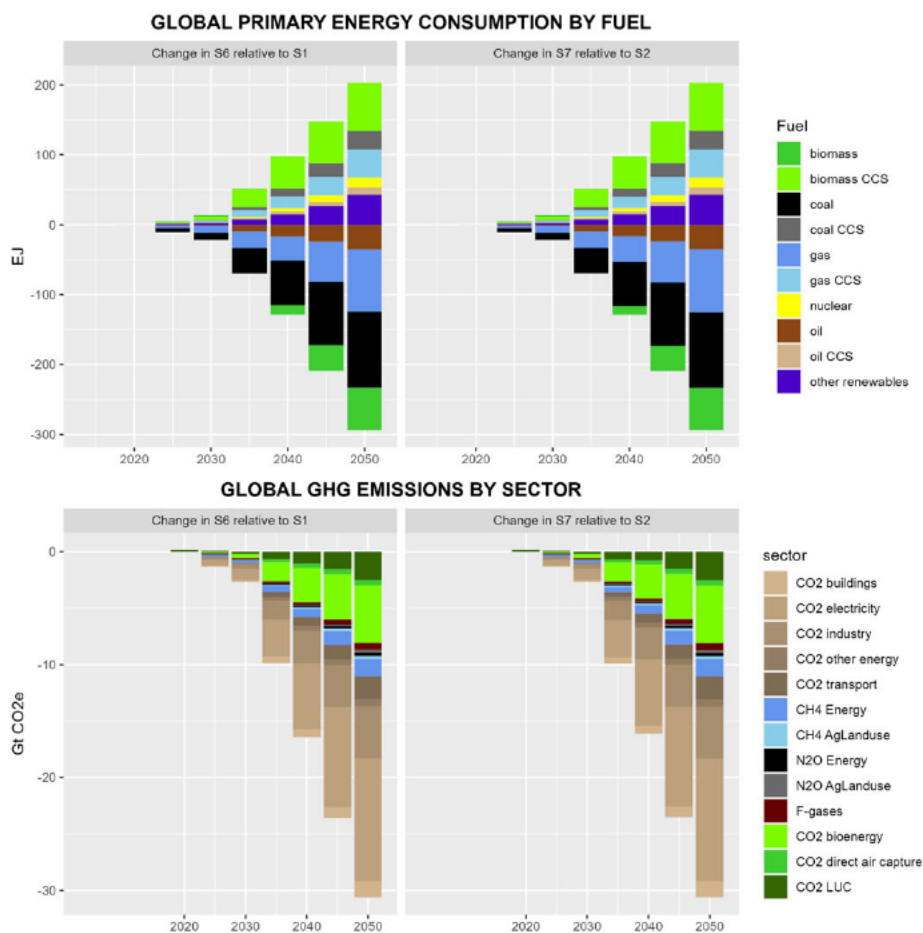 GLOBAL PRIMARY ENERGY CONSUMPTION BY FUEL
Change in S6 relative to S1
Change in S7 relative to S2
200
100
0
-100
-200
-300
EJ
2020 2030 2040 2050
2020 2030 2040 2050
Fuel
biomass
biomass CCS
coal
coal CCS
gas
gas CCS
nuclear
oil
oil CCS
other renewables
GLOBAL GHG EMISSIONS BY SECTOR
Change in S6 relative to S1
Change in S7 relative to S2
0
-10
-20
-30
Gt CO2e
2020 2030 2040 2050
2020 2030 2040 2050
sector
CO2 buildings
CO2 electricity
CO2 industry
CO2 other energy
CO2 transport
CH4 Energy
CH4 AgLanduse
N2O Energy
N2O AgLanduse
F-gases
CO2 bioenergy
CO2 direct air capture
CO2 LUC